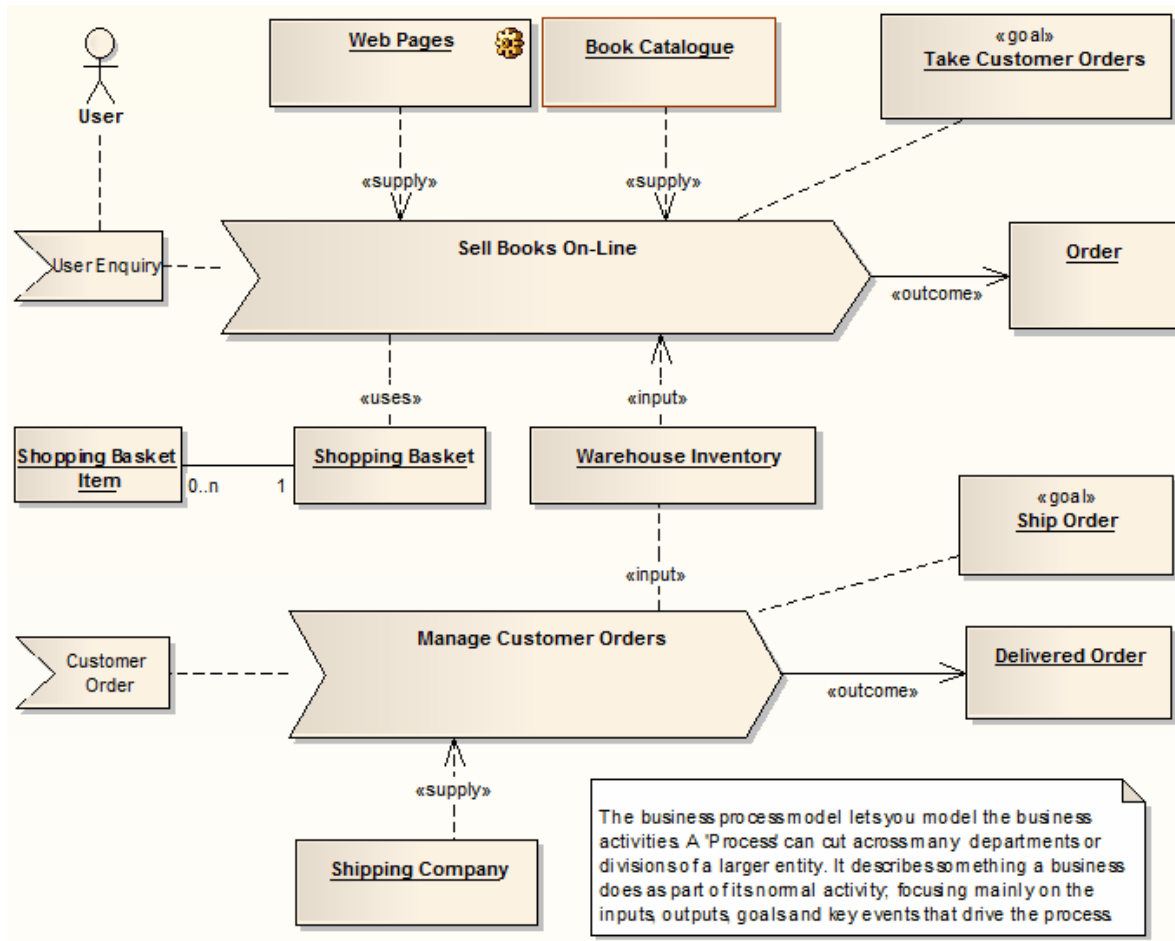 Web Pages
Book Catalogue
«goal»
Take Customer Orders
User
«supply»
«supply»
User Enquiry
Sell Books On-Line
Order
«outcome»
«uses»
«input»
Shopping Basket
Item
0..n
1
Shopping Basket
Warehouse Inventory
«goal»
Ship Order
«input»
Customer
Order
Manage Customer Orders
Delivered Order
«outcome»
«supply»
Shipping Company
The business process model lets you model the business
activities. A 'Process' can cut across many departments or
divisions of a larger entity. It describes something a business
does as part of its normal activity; focusing mainly on the
inputs, outputs, goals and key events that drive the process.